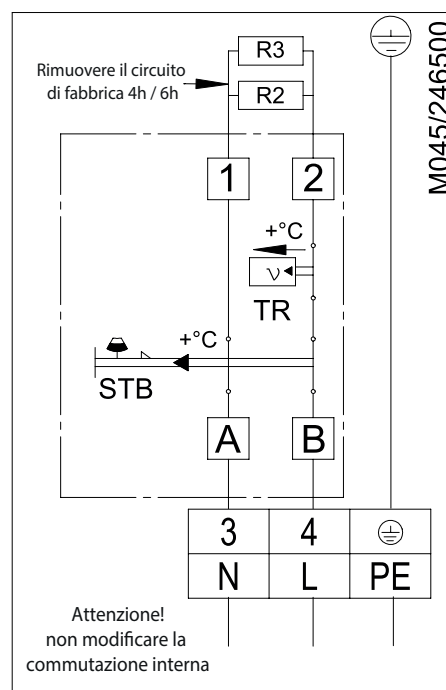 R3
Rimuovere il circuito
di fabbrica 4h / 6h
R2
M045/246500
1 2
+°C
TR
+°C
STB
A B
3 4
N L PE
Attenzione!
non modificare la
commutazione interna